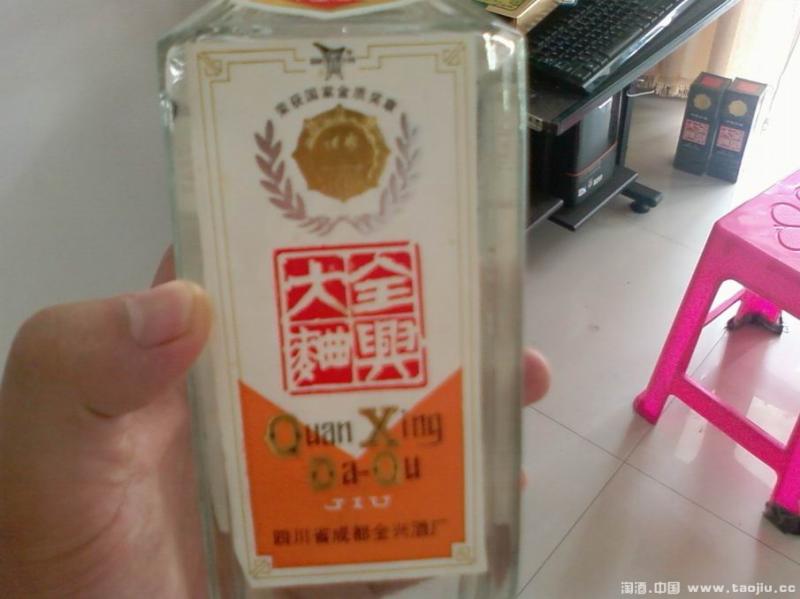 荣获国家金质奖章
全興
大麯
Quan Xing
Da-Qu
JIU
四川省成都全兴酒厂
淘酒.中国 www.taojiu.cc